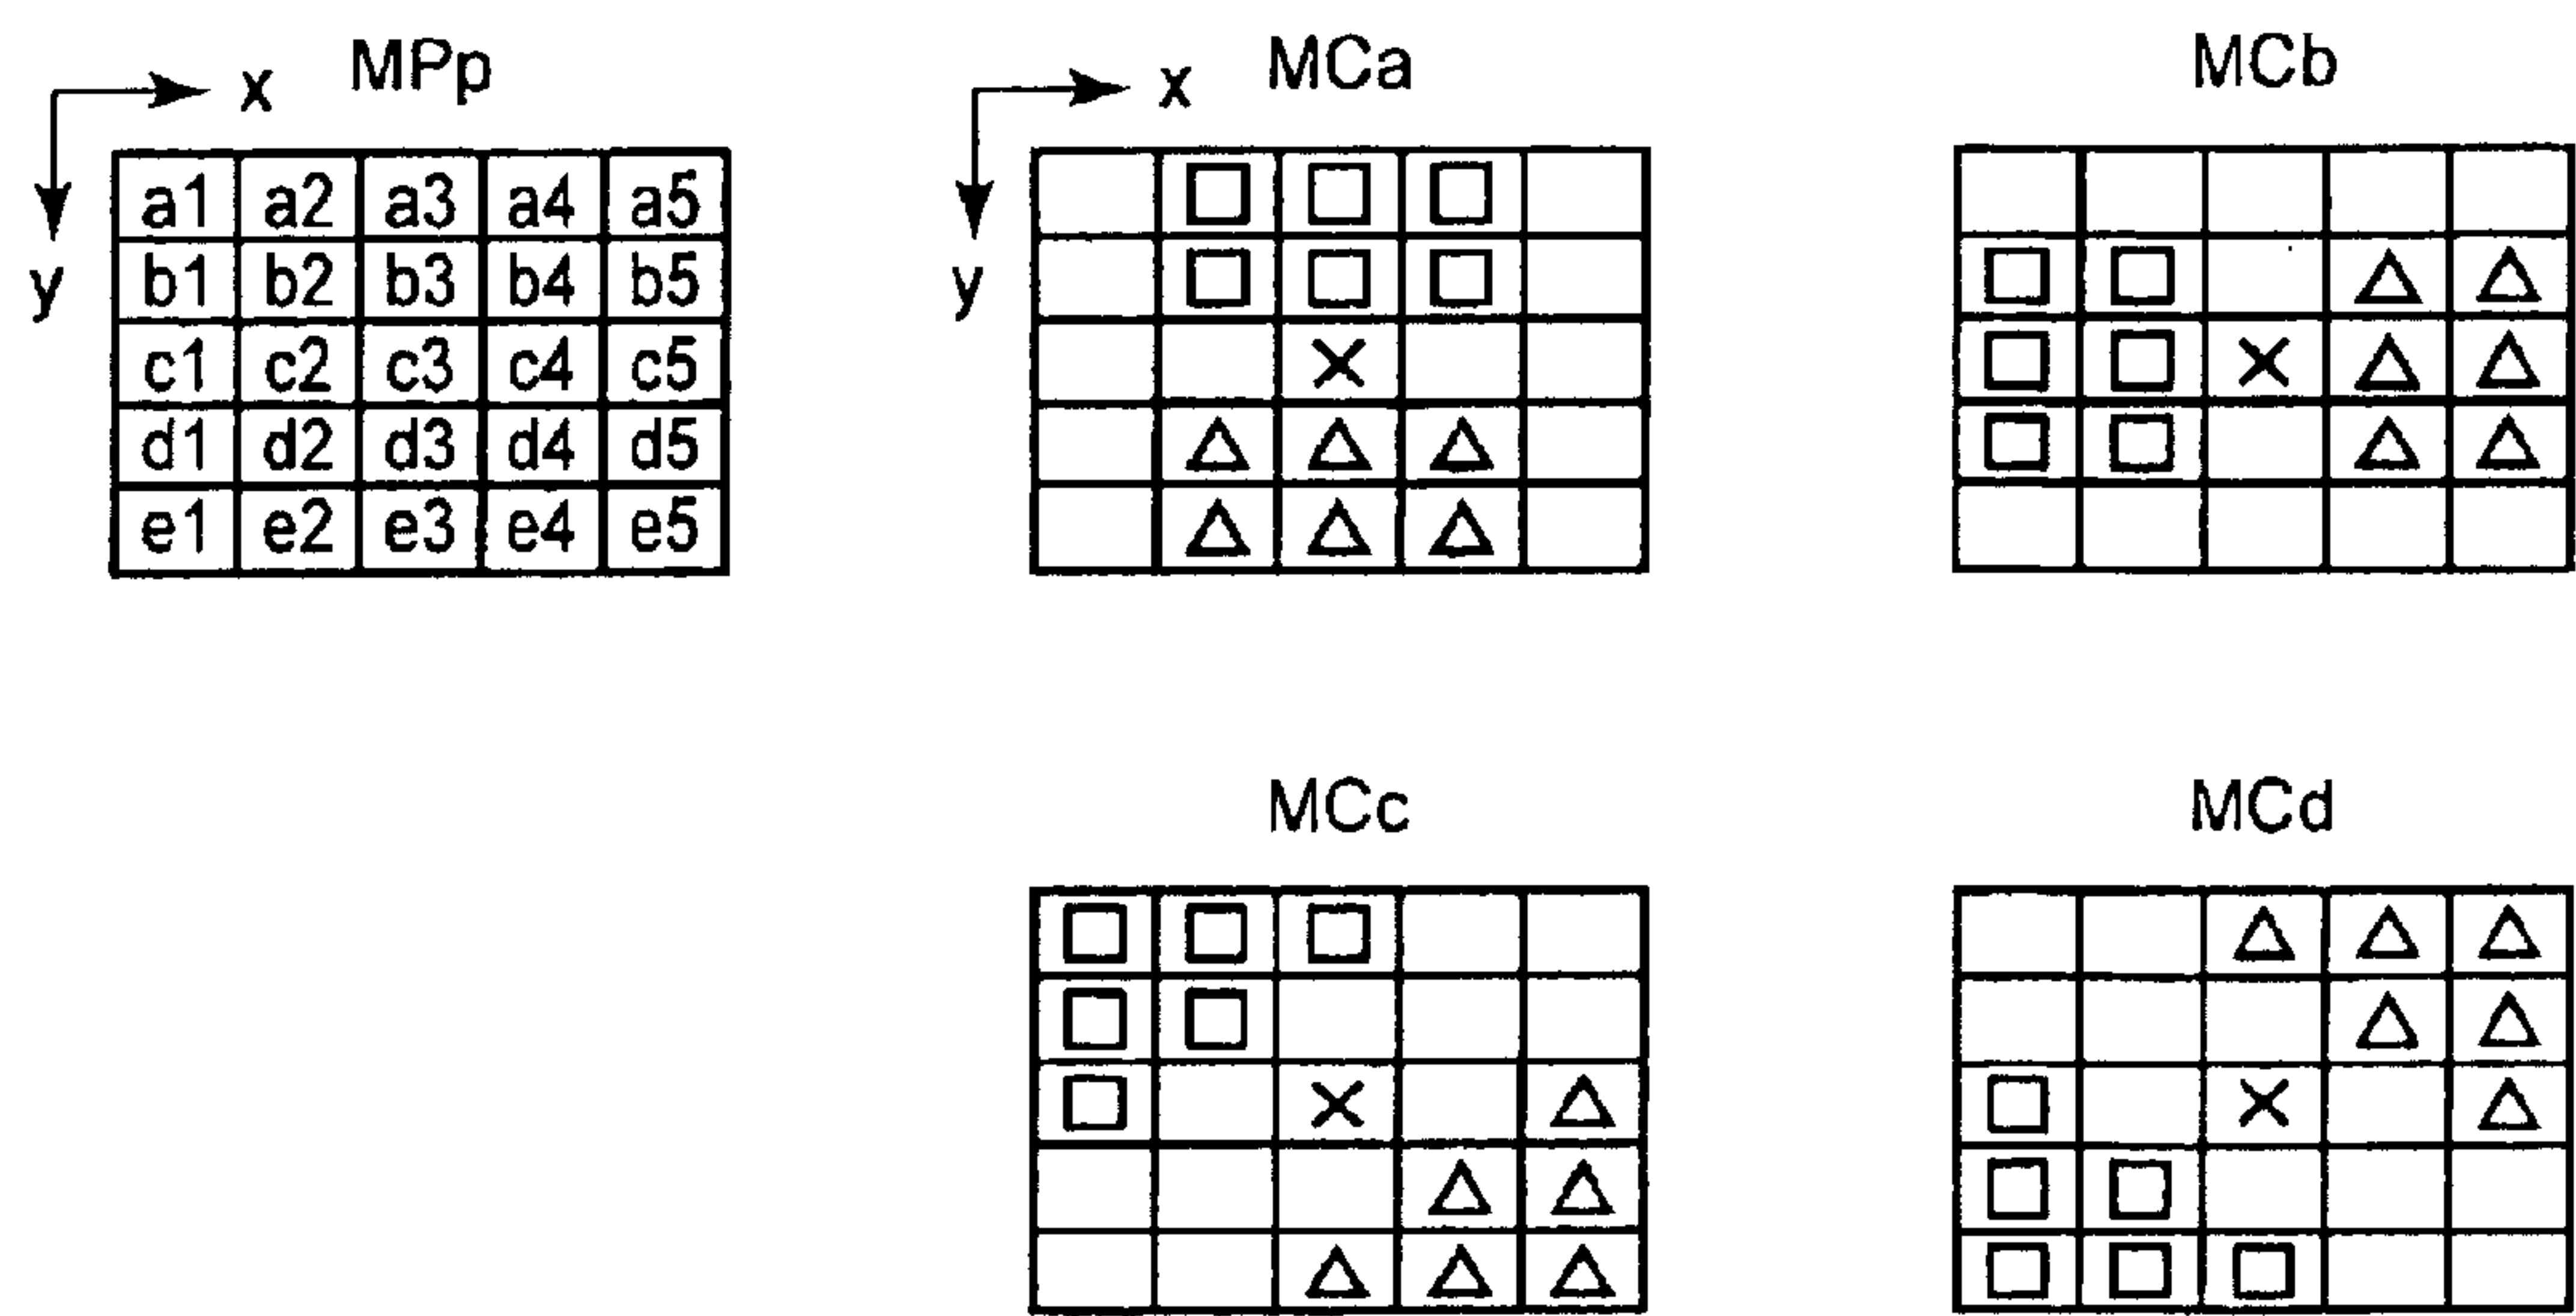 x MPp
y
a1 a2 a3 a4 a5
b1 b2 b3 b4 b5
c1 c2 c3 c4 c5
d1 d2 d3 d4 d5
e1 e2 e3 e4 e5
x MCa
y
MCb
MCc
MCd